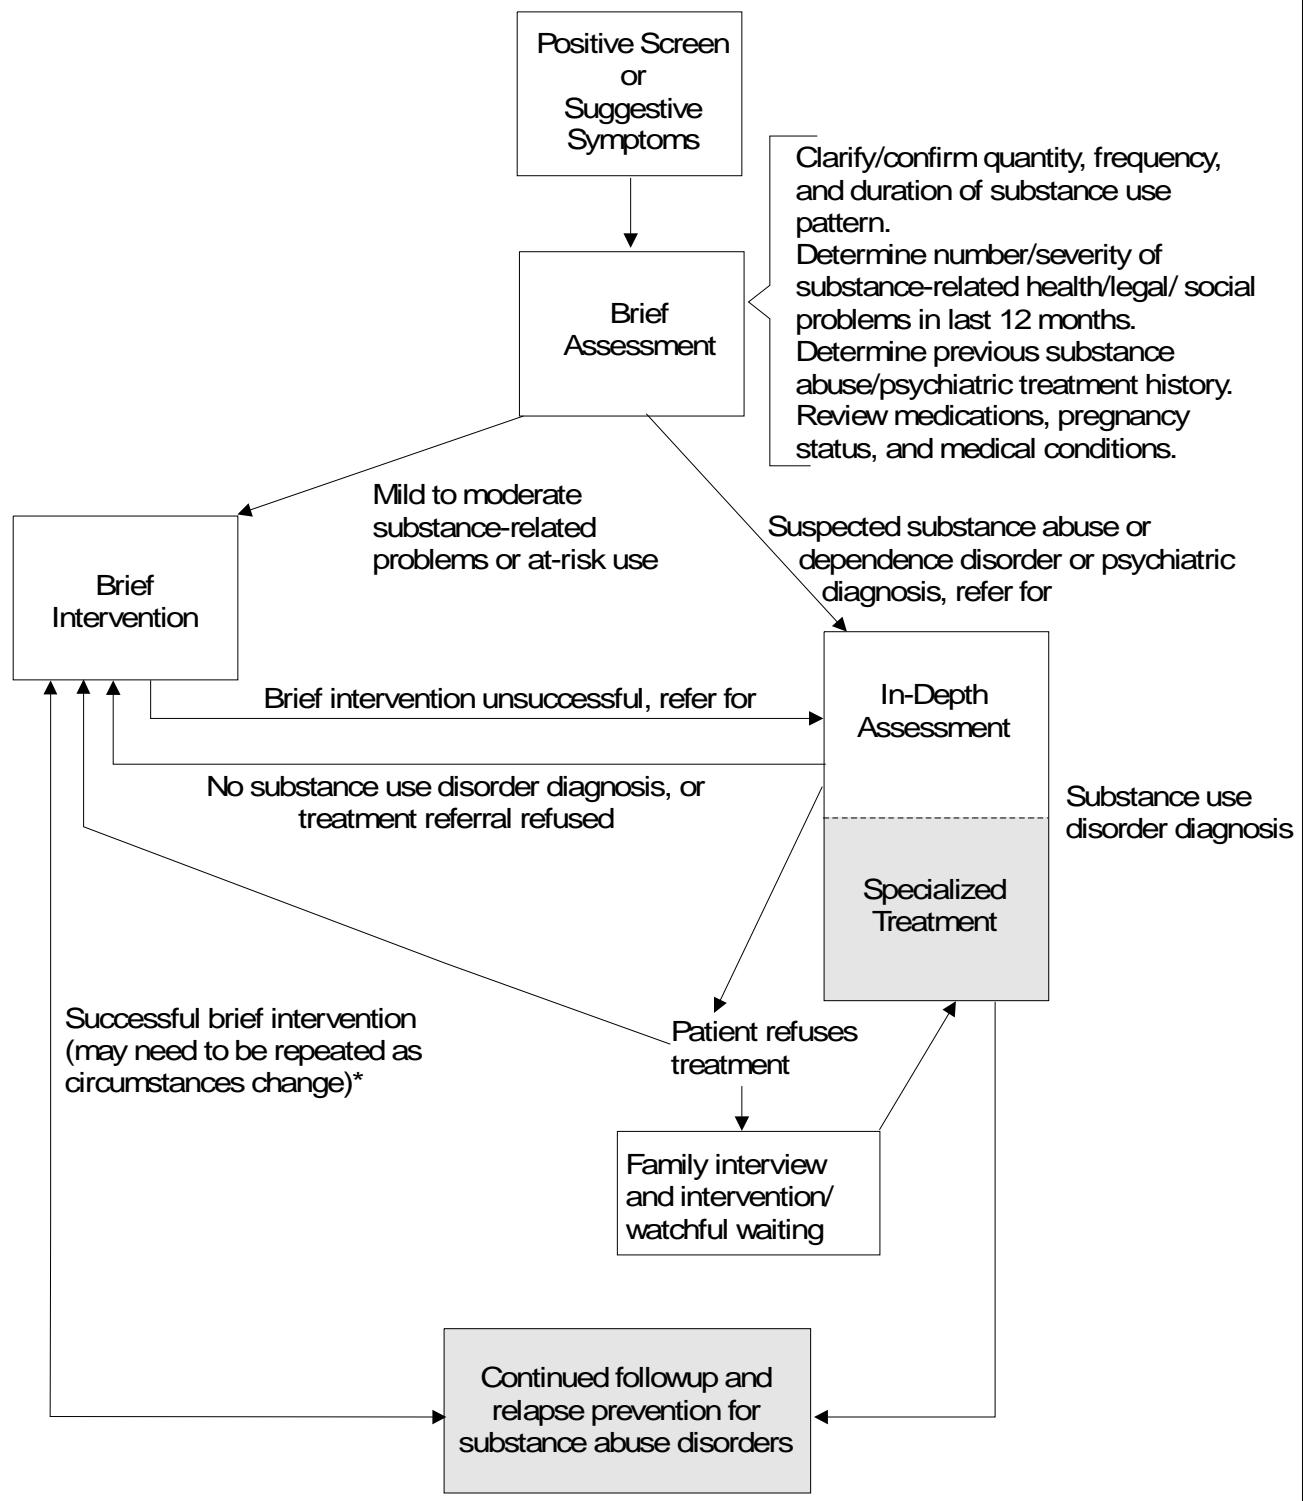 Positive Screen
or
Suggestive
Symptoms
Clarify/confirm quantity, frequency,
and duration of substance use
pattern.
Determine number/severity of
substance-related health/legal/ social
problems in last 12 months.
Determine previous substance
abuse/psychiatric treatment history.
Review medications, pregnancy
status, and medical conditions.
Brief
Assessment
Mild to moderate
substance-related
problems or at-risk use
Suspected substance abuse or
dependence disorder or psychiatric
diagnosis, refer for
Brief
Intervention
Brief intervention unsuccessful, refer for
In-Depth
Assessment
No substance use disorder diagnosis, or
treatment referral refused
Substance use
disorder diagnosis
Specialized
Treatment
Successful brief intervention
(may need to be repeated as
circumstances change)*
Patient refuses
treatment
Family interview
and intervention/
watchful waiting
Continued followup and
relapse prevention for
substance abuse disorders